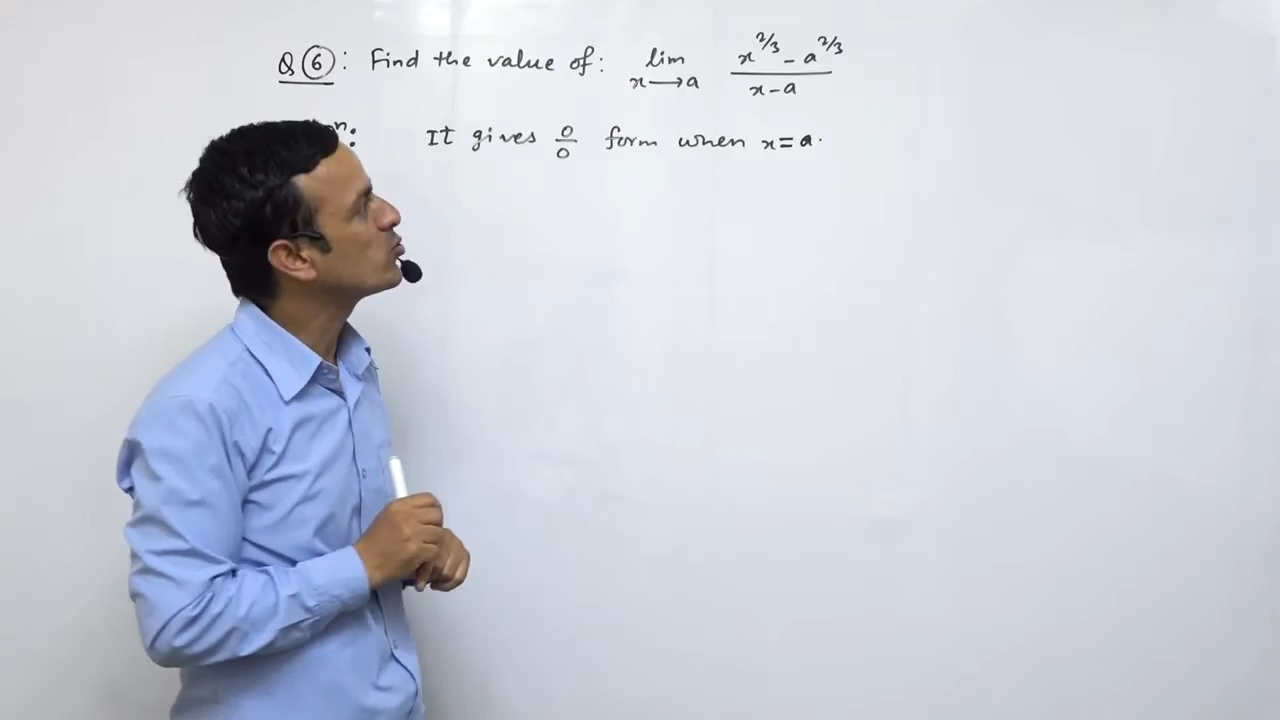 Q 6 : Find the value of : lim x→a (x^2/3 - a^2/3)/(x-a)
n: It gives 0/0 form when x = a.